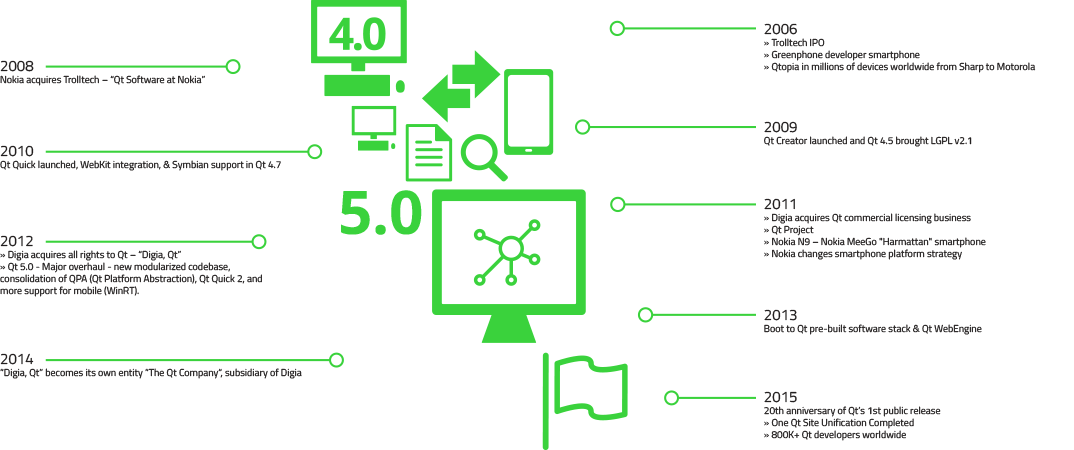 4.0
2006
» Trolltech IPO
» Greenphone developer smartphone
» Qtopia in millions of devices worldwide from Sharp to Motorola
2008
Nokia acquires Trolltech – “Qt Software at Nokia”
2009
Qt Creator launched and Qt 4.5 brought LGPL v2.1
2010
Qt Quick launched, WebKit integration, & Symbian support in Qt 4.7
5.0
2011
» Digia acquires Qt commercial licensing business
» Qt Project
» Nokia N9 – Nokia MeeGo "Harmattan" smartphone
» Nokia changes smartphone platform strategy
2012
» Digia acquires all rights to Qt – “Digia, Qt”
» Qt 5.0 - Major overhaul - new modularized codebase,
consolidation of QPA (Qt Platform Abstraction), Qt Quick 2, and
more support for mobile (WinRT).
2013
Boot to Qt pre-built software stack & Qt WebEngine
2014
“Digia, Qt” becomes its own entity “The Qt Company”, subsidiary of Digia
2015
20th anniversary of Qt’s 1st public release
» One Qt Site Unification Completed
» 800K+ Qt developers worldwide